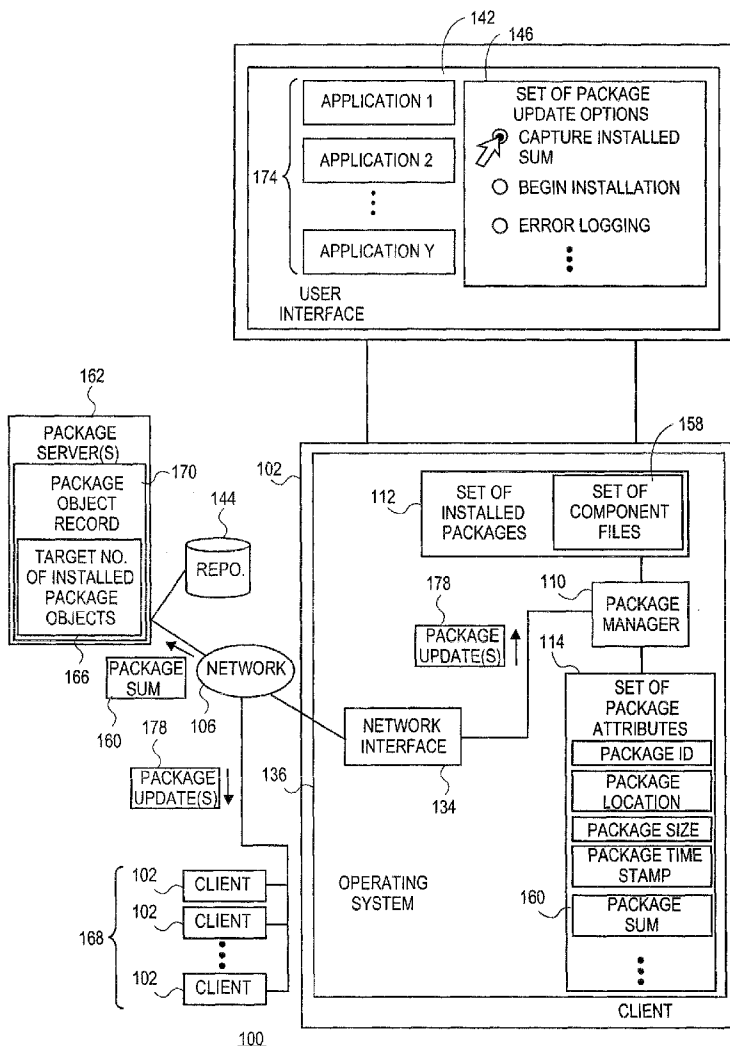 142
146
APPLICATION 1
APPLICATION 2
APPLICATION Y
174
USER
INTERFACE
SET OF PACKAGE
UPDATE OPTIONS
CAPTURE INSTALLED
SUM
BEGIN INSTALLATION
ERROR LOGGING
162
PACKAGE
SERVER(S)
170
PACKAGE
OBJECT
RECORD
TARGET NO.
OF INSTALLED
PACKAGE
OBJECTS
166
144
REPO.
PACKAGE
SUM
160
NETWORK
106
178
PACKAGE
UPDATE(S)
168
102
CLIENT
102
CLIENT
102
CLIENT
100
102
136
158
112
SET OF
INSTALLED
PACKAGES
SET OF
COMPONENT
FILES
110
PACKAGE
MANAGER
178
PACKAGE
UPDATE(S)
NETWORK
INTERFACE
134
114
SET OF
PACKAGE
ATTRIBUTES
PACKAGE ID
PACKAGE
LOCATION
PACKAGE SIZE
PACKAGE TIME
STAMP
160
PACKAGE
SUM
OPERATING
SYSTEM
CLIENT